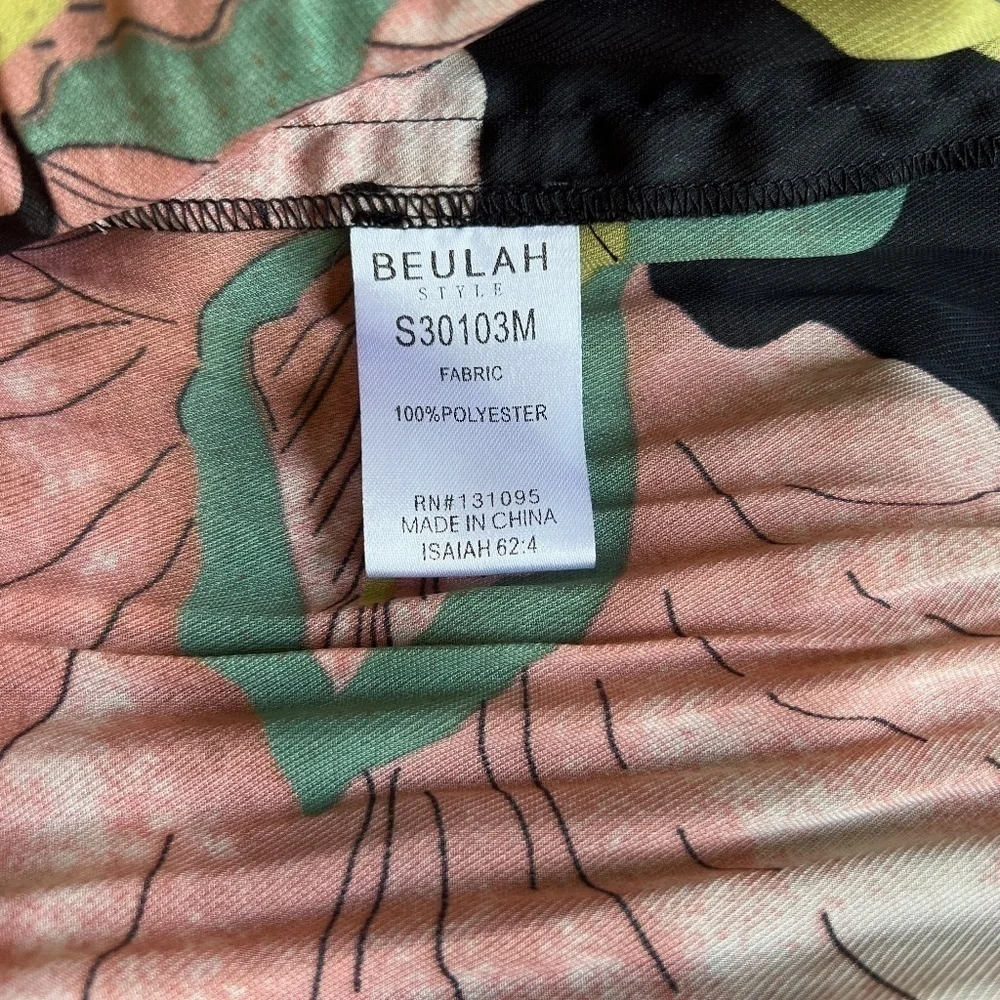 BEULAH
STYLE
S30103M
FABRIC
100%POLYESTER
RN#131095
MADE IN CHINA
ISAIAH 62:4